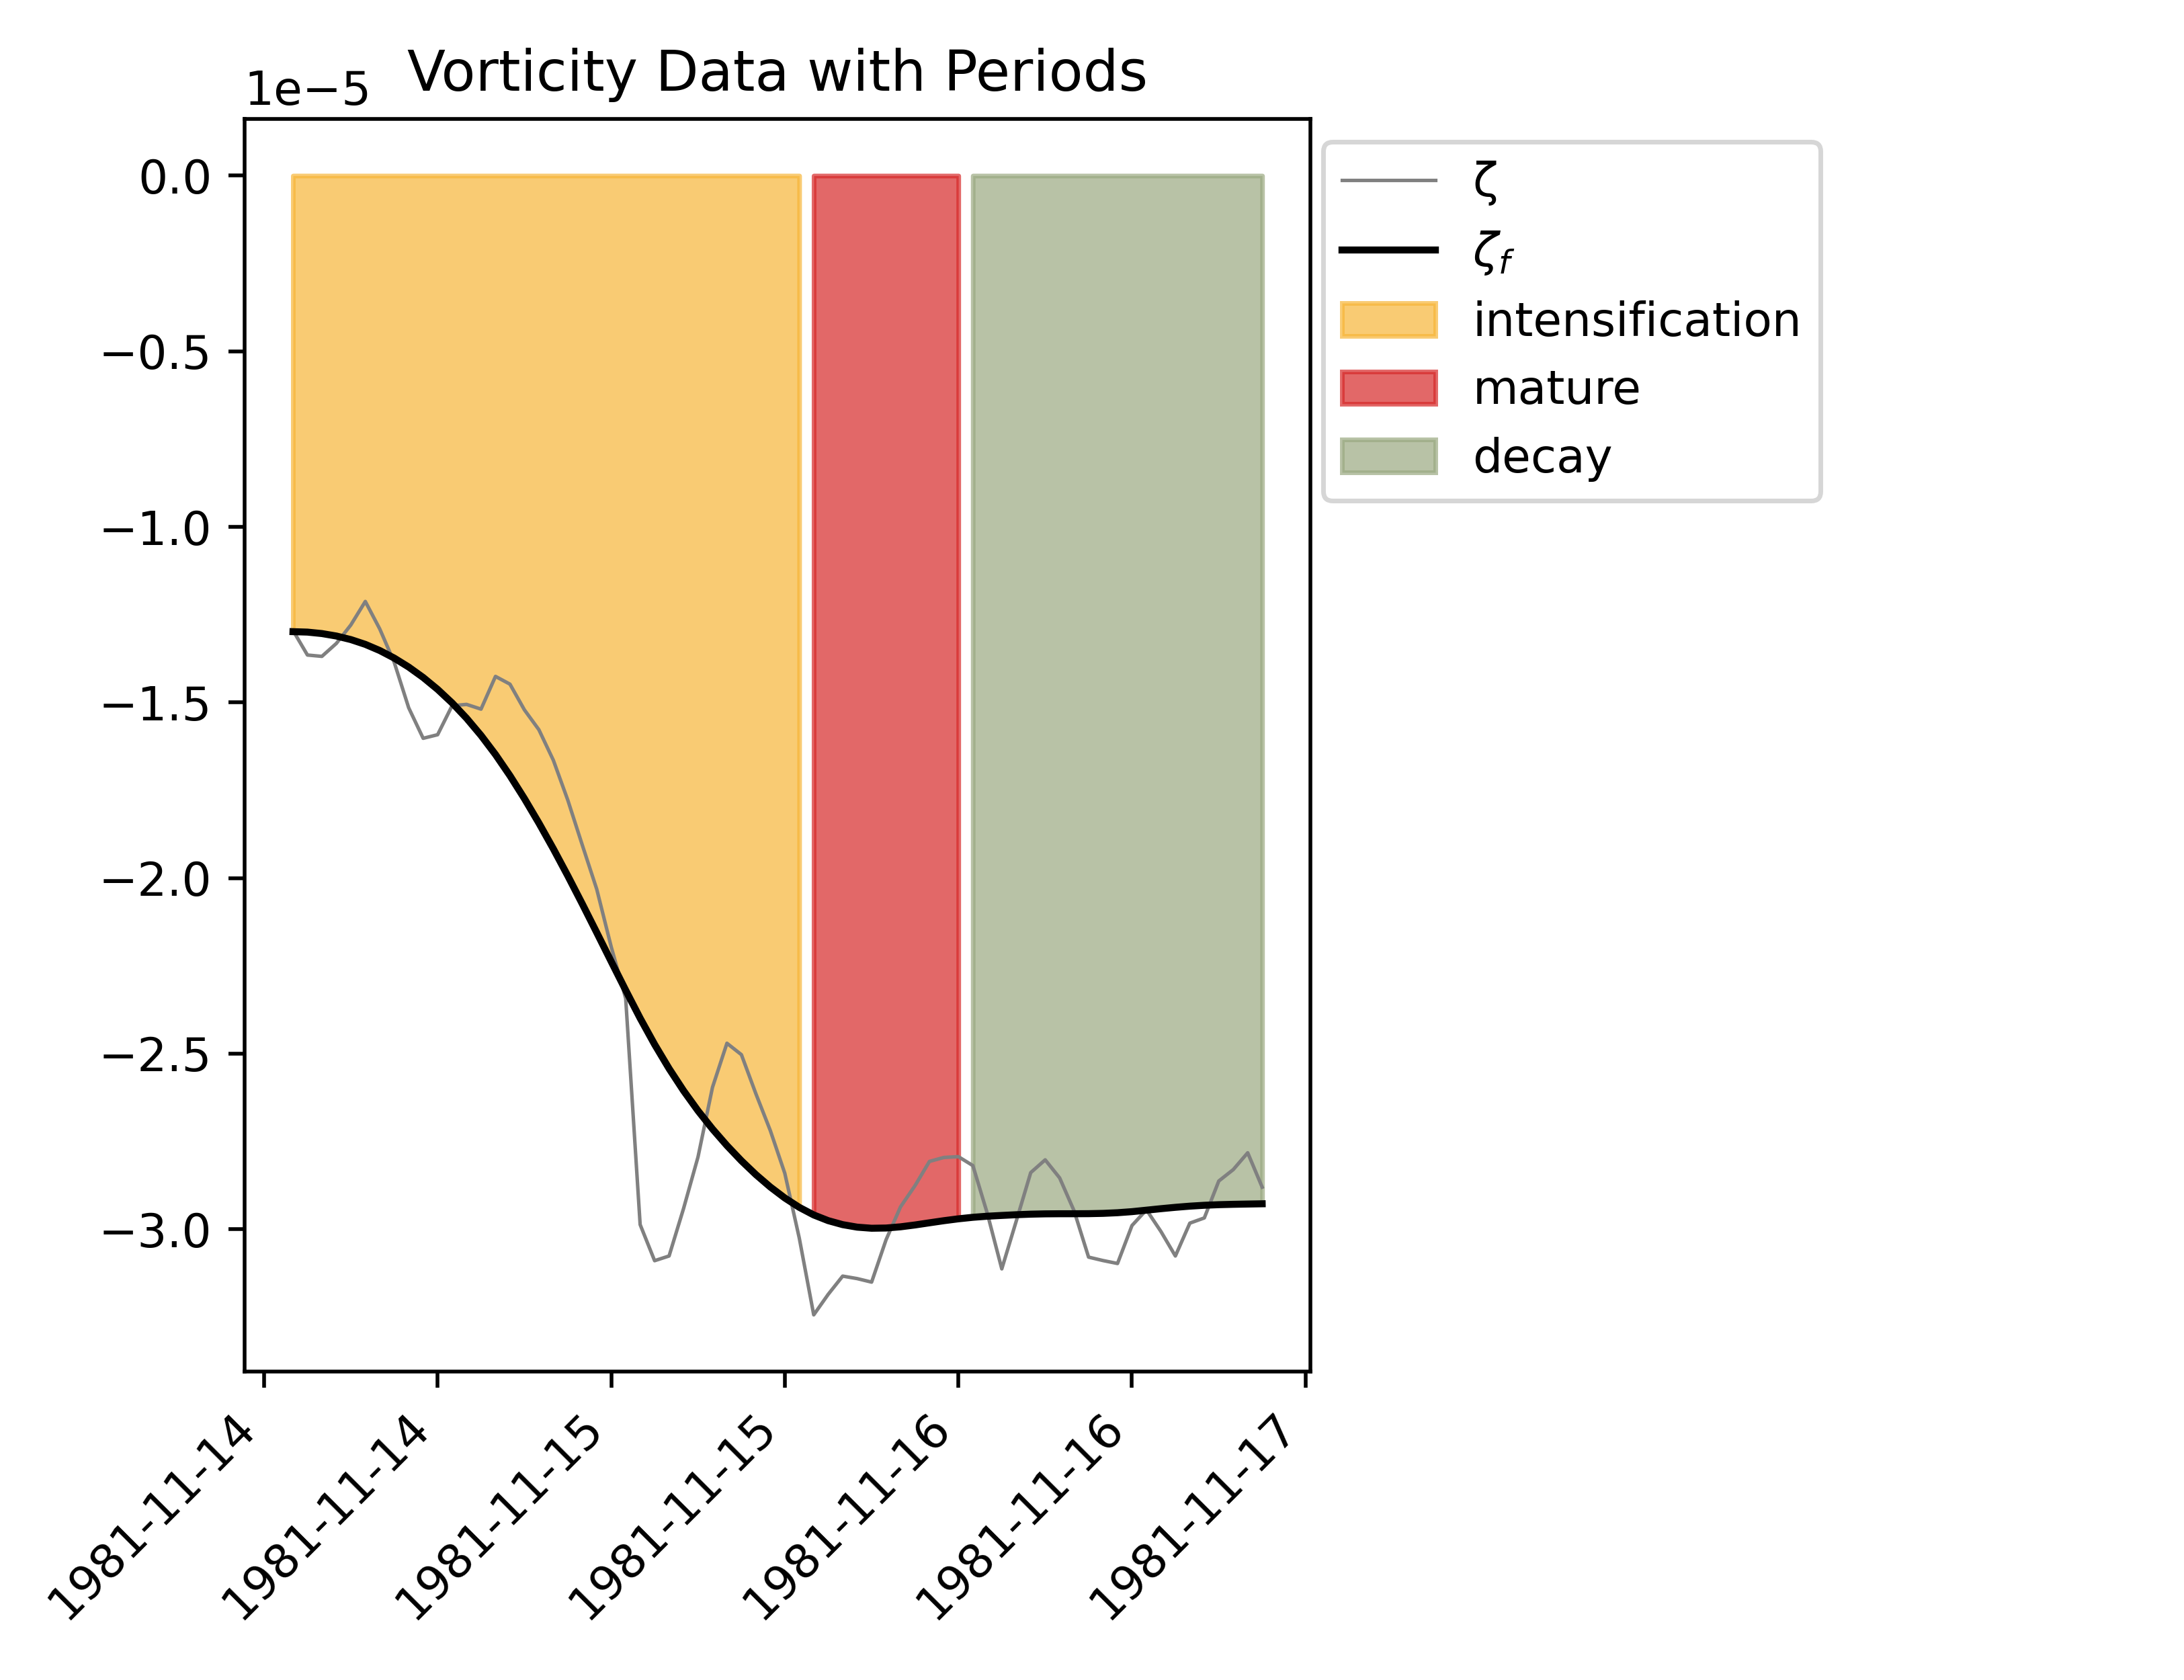 Vorticity Data with Periods
1e−5
0.0
−0.5
−1.0
−1.5
−2.0
−2.5
−3.0
1981-11-14
1981-11-14
1981-11-15
1981-11-15
1981-11-16
1981-11-16
1981-11-17
ζ
ζf
intensification
mature
decay